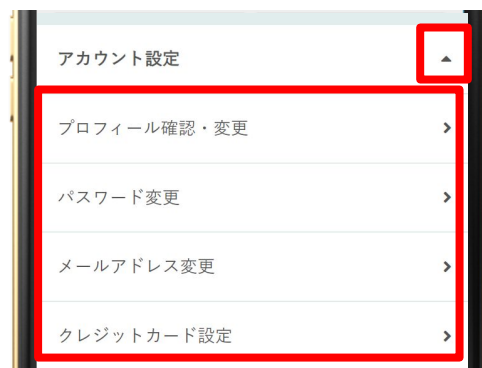 アカウント設定
プロフィール確認・変更
パスワード変更
メールアドレス変更
クレジットカード設定